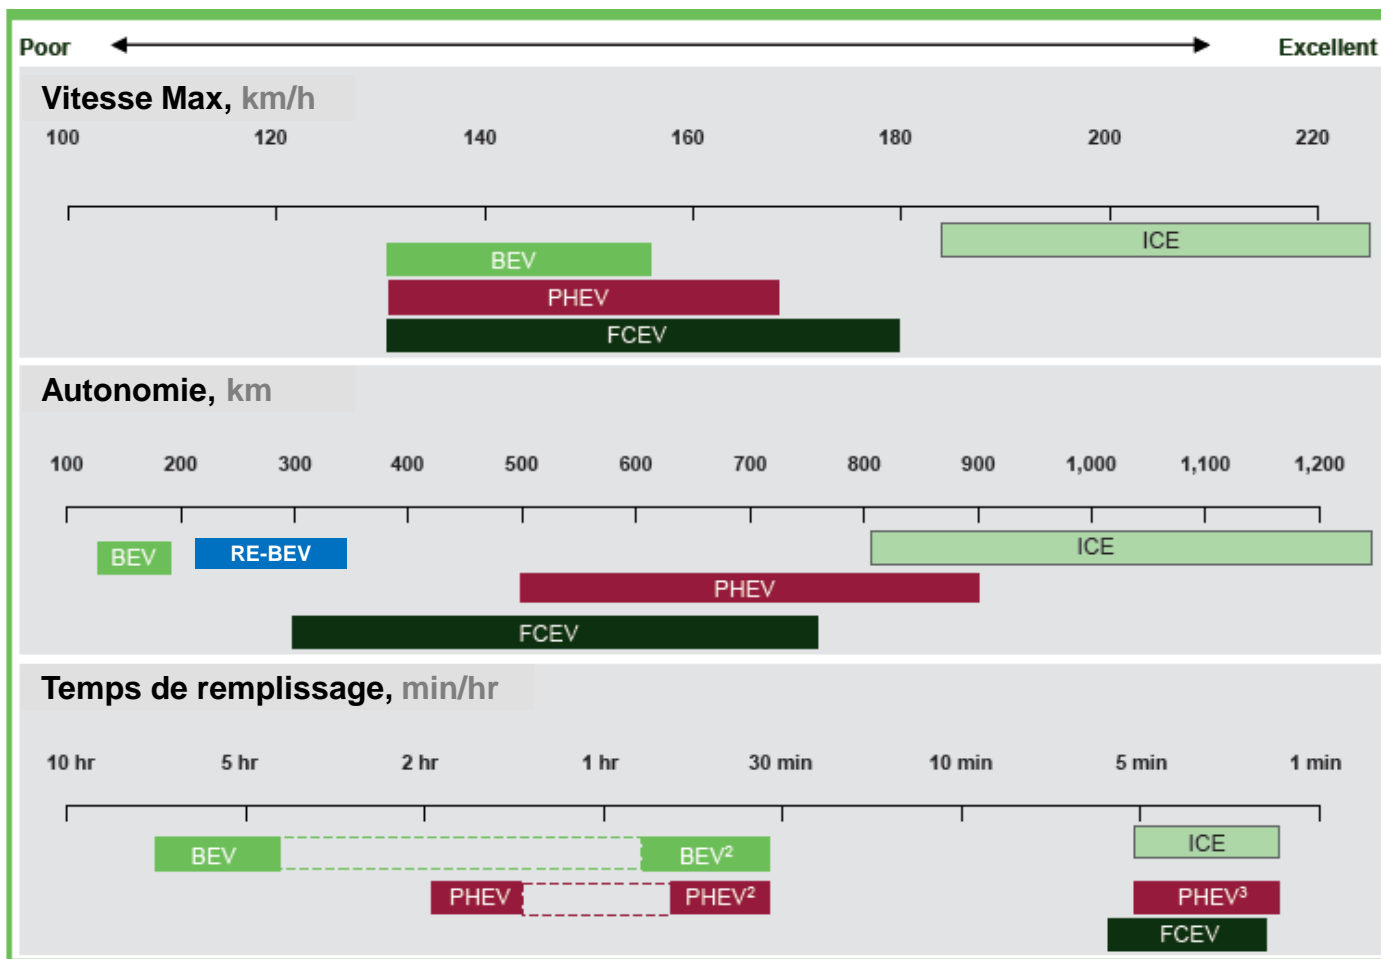 Poor Excellent
Vitesse Max, km/h
100 120 140 160 180 200 220
ICE
BEV
PHEV
FCEV
Autonomie, km
100 200 300 400 500 600 700 800 900 1,000 1,100 1,200
BEV RE-BEV ICE
PHEV
FCEV
Temps de remplissage, min/hr
10 hr 5 hr 2 hr 1 hr 30 min 10 min 5 min 1 min
BEV BEV² ICE
PHEV PHEV² PHEV³
FCEV